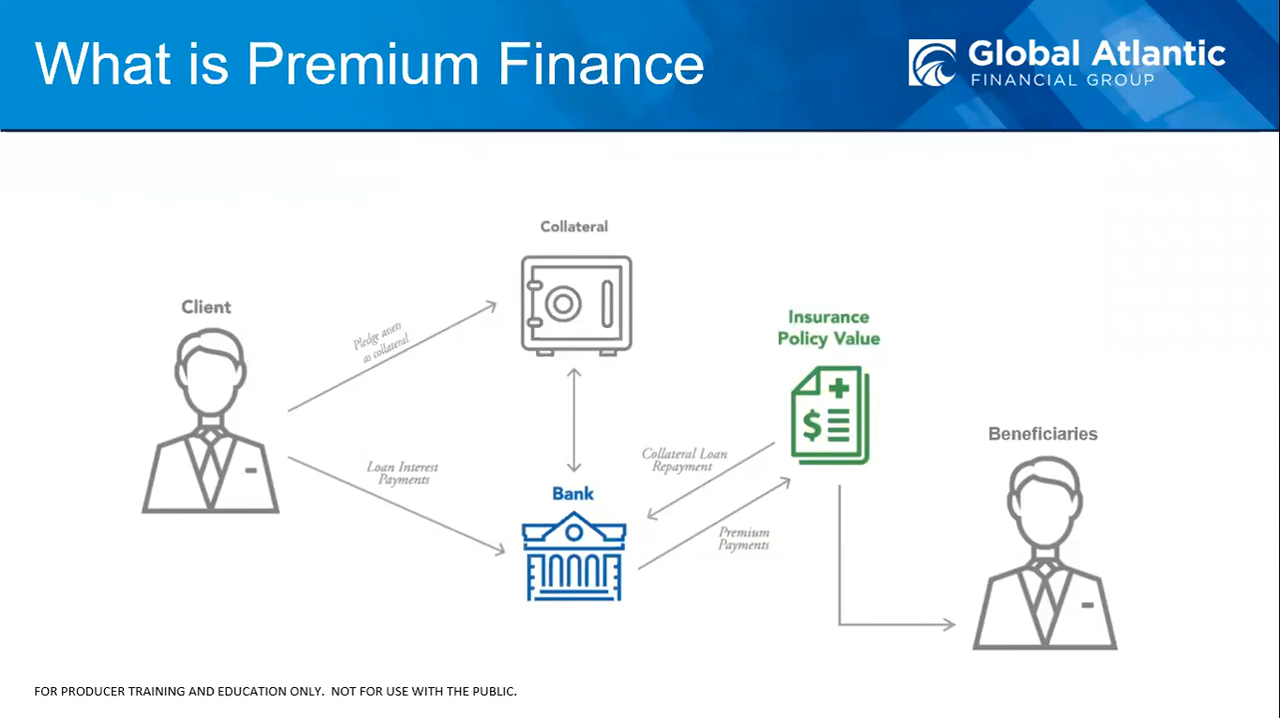 What is Premium Finance
Global Atlantic
FINANCIAL GROUP
Collateral
Client
Pledge assets
as collateral
Insurance
Policy Value
Beneficiaries
Collateral Loan
Repayment
Loan Interest
Payments
Bank
Premium
Payments
FOR PRODUCER TRAINING AND EDUCATION ONLY.  NOT FOR USE WITH THE PUBLIC.